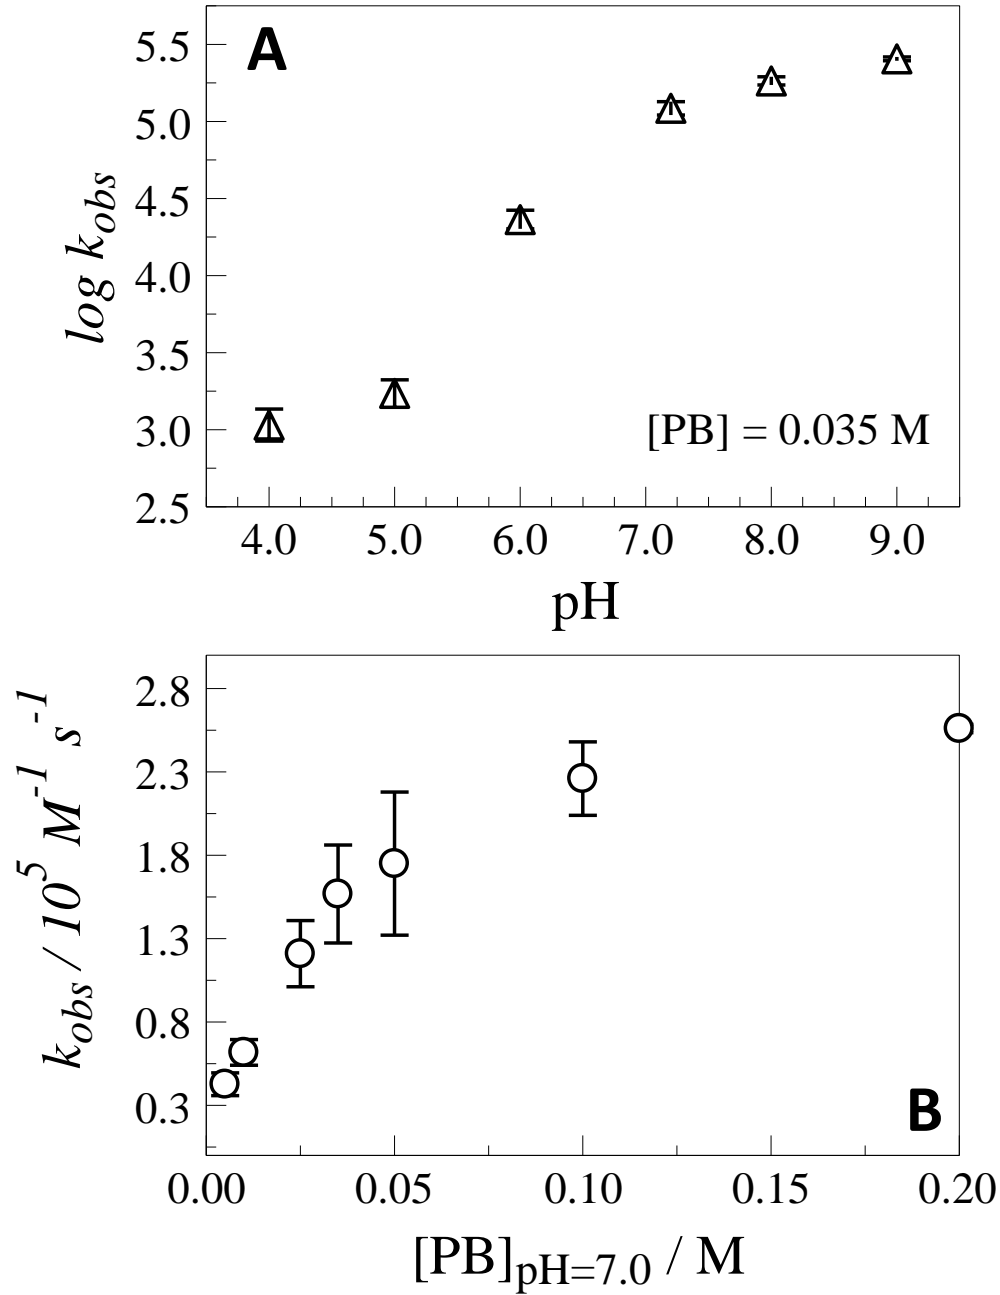 A
log k_obs
5.5
5.0
4.5
4.0
3.5
3.0
2.5
[PB] = 0.035 M
4.0 5.0 6.0 7.0 8.0 9.0
pH
k_obs / 10^5 M^-1 s^-1
2.8
2.3
1.8
1.3
0.8
0.3
B
0.00 0.05 0.10 0.15 0.20
[PB]pH=7.0 / M